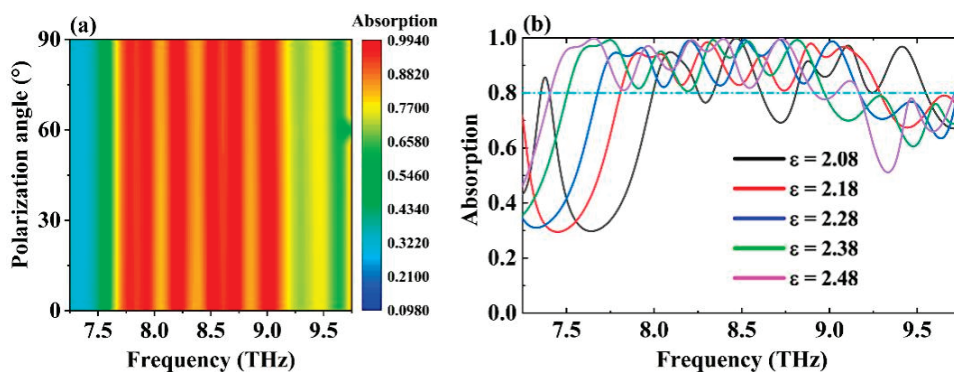 (a)
Absorption
Polarization angle (°)
90
60
30
0
7.5 8.0 8.5 9.0 9.5
Frequency (THz)
0.9940
0.8820
0.7700
0.6580
0.5460
0.4340
0.3220
0.2100
0.0980
(b)
Absorption
1.0
0.8
0.6
0.4
0.2
0.0
ε = 2.08
ε = 2.18
ε = 2.28
ε = 2.38
ε = 2.48
7.5 8.0 8.5 9.0 9.5
Frequency (THz)